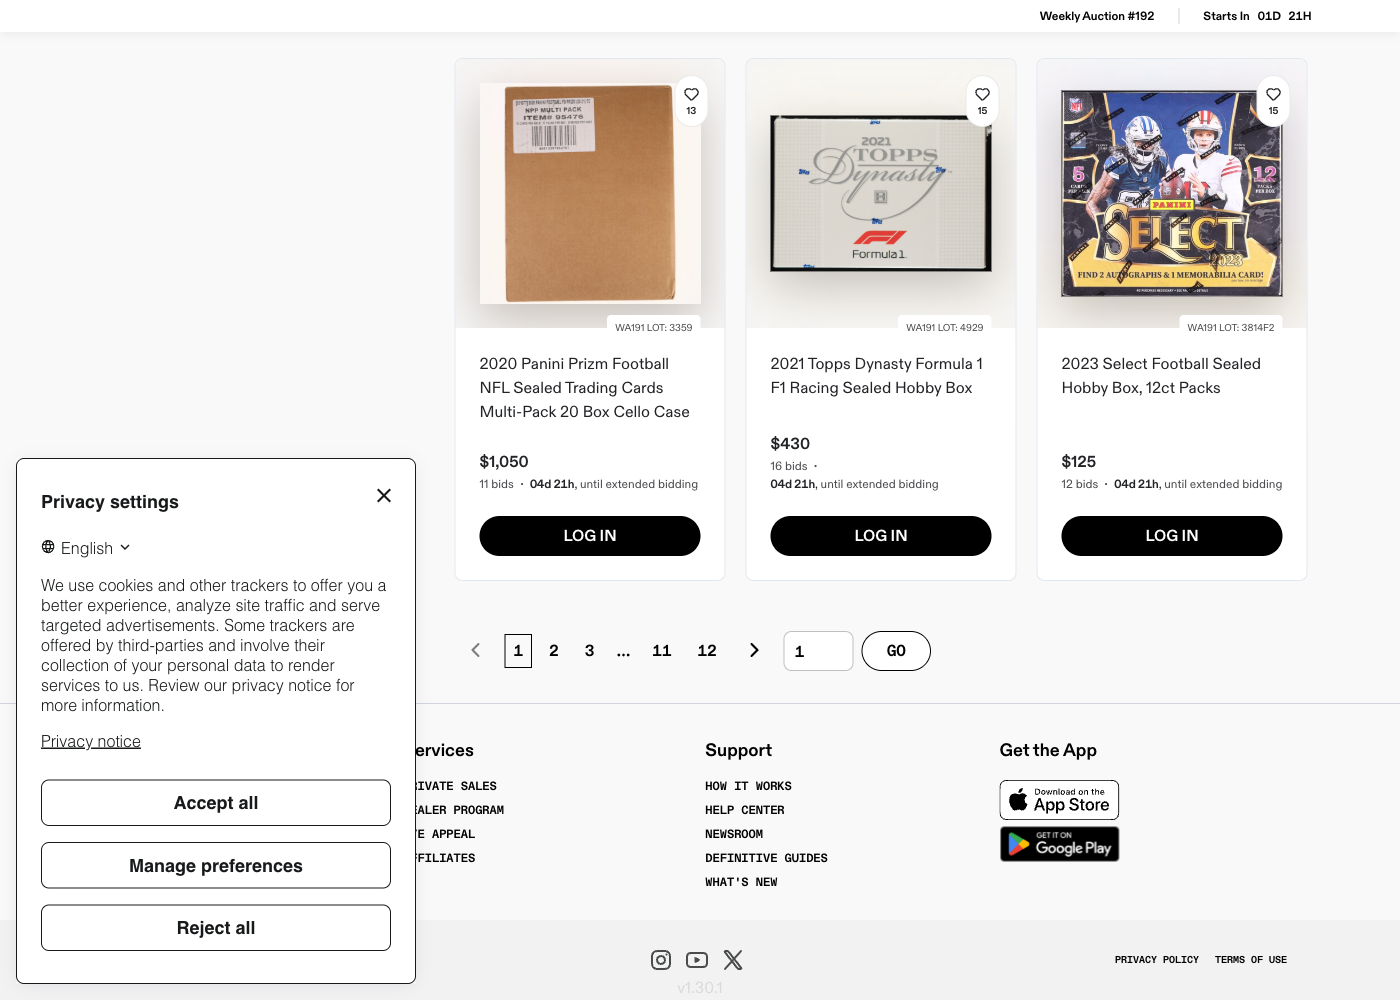 Weekly Auction #192
Starts In 01D 21H
13
NFP MULTI PACK
ITEM# 95476
WA191 LOT: 3359
2020 Panini Prizm Football
NFL Sealed Trading Cards
Multi-Pack 20 Box Cello Case
$1,050
11 bids · 04d 21h, until extended bidding
LOG IN
15
2021
TOPPS
Dynasty
Formula 1
WA191 LOT: 4929
2021 Topps Dynasty Formula 1
F1 Racing Sealed Hobby Box
$430
16 bids ·
04d 21h, until extended bidding
LOG IN
15
5
CARDS
PER PACK
12
PACKS
PER BOX
PANINI
SELECT
2023
FIND 2 AUTOGRAPHS & 1 MEMORABILIA CARD!
WA191 LOT: 3814F2
2023 Select Football Sealed
Hobby Box, 12ct Packs
$125
12 bids · 04d 21h, until extended bidding
LOG IN
1 2 3 ... 11 12
1
GO
Privacy settings
English
We use cookies and other trackers to offer you a
better experience, analyze site traffic and serve
targeted advertisements. Some trackers are
offered by third-parties and involve their
collection of your personal data to render
services to us. Review our privacy notice for
more information.
Privacy notice
Accept all
Manage preferences
Reject all
ervices
IVATE SALES
ALER PROGRAM
E APPEAL
FILIATES
Support
HOW IT WORKS
HELP CENTER
NEWSROOM
DEFINITIVE GUIDES
WHAT'S NEW
Get the App
Download on the
App Store
GET IT ON
Google Play
v1.30.1
PRIVACY POLICY
TERMS OF USE